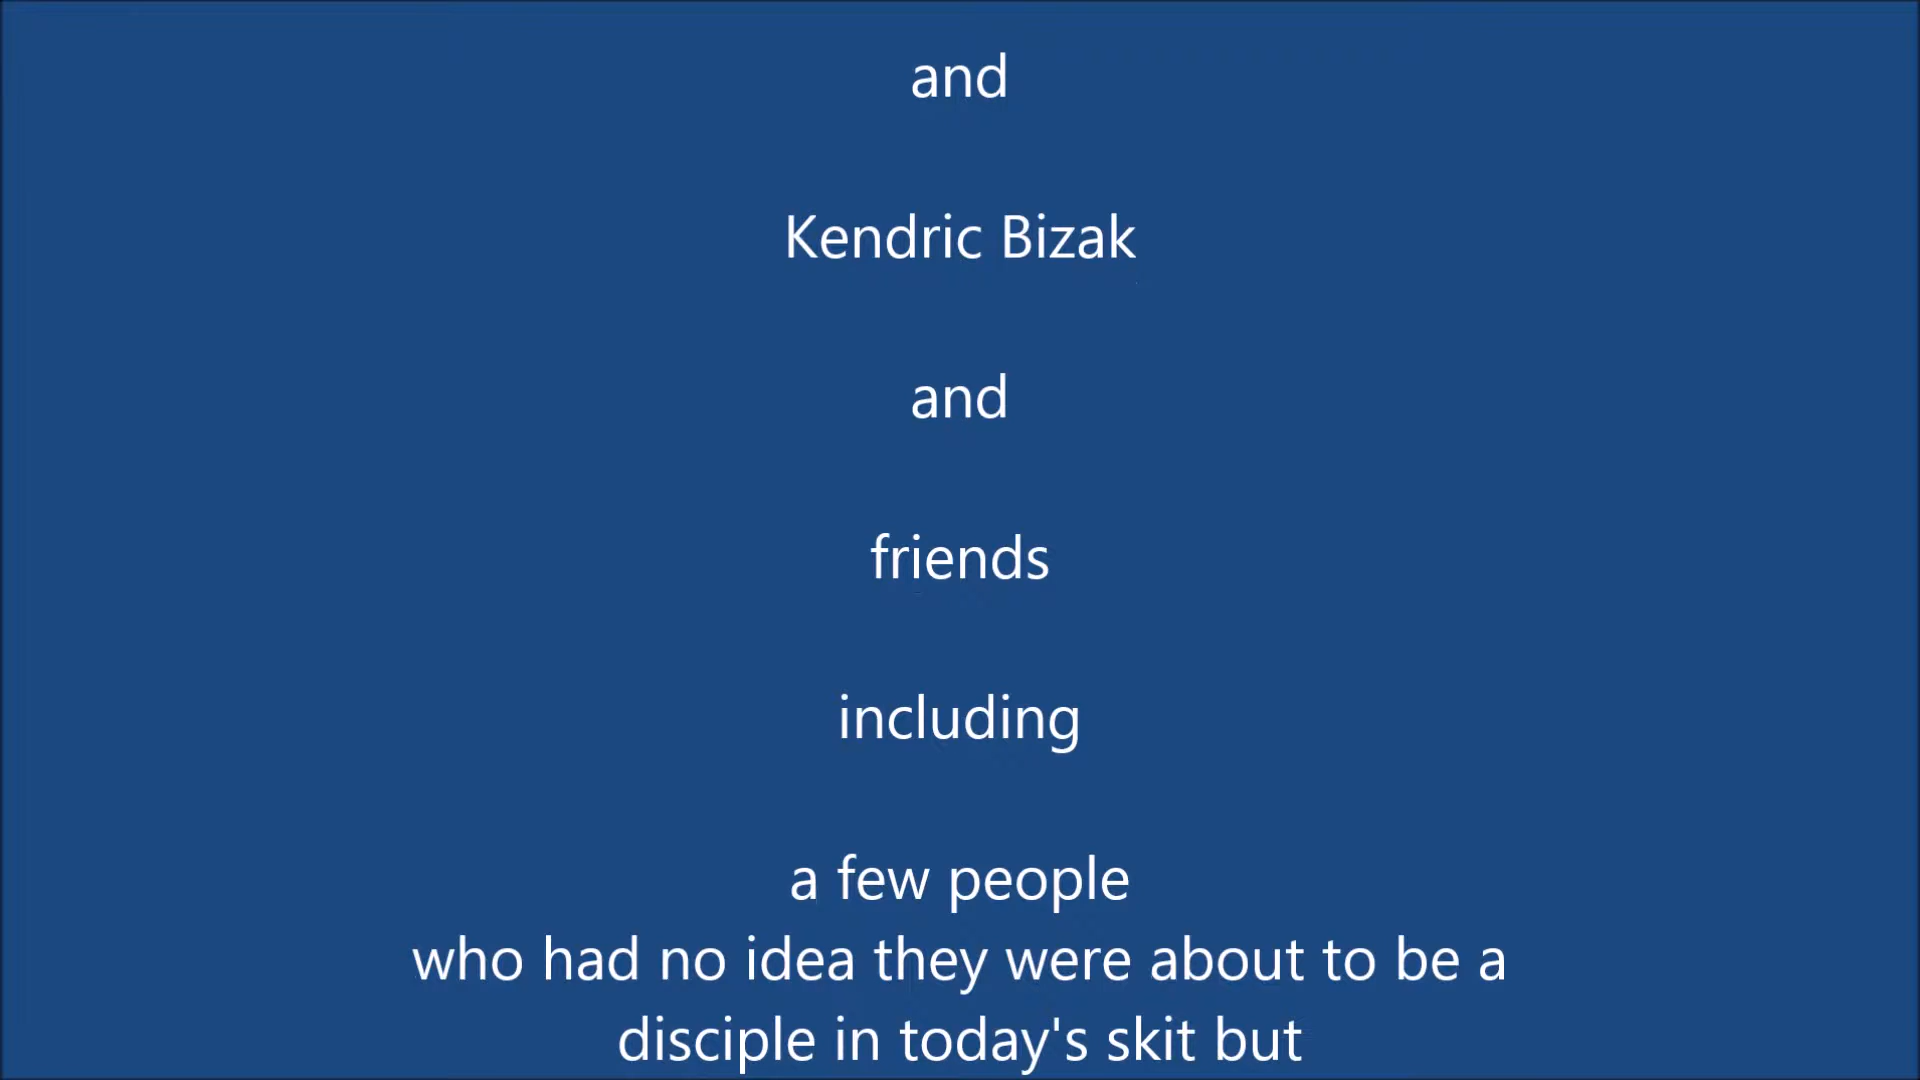 and
Kendric Bizak
and
friends
including
a few people
who had no idea they were about to be a
disciple in today's skit but